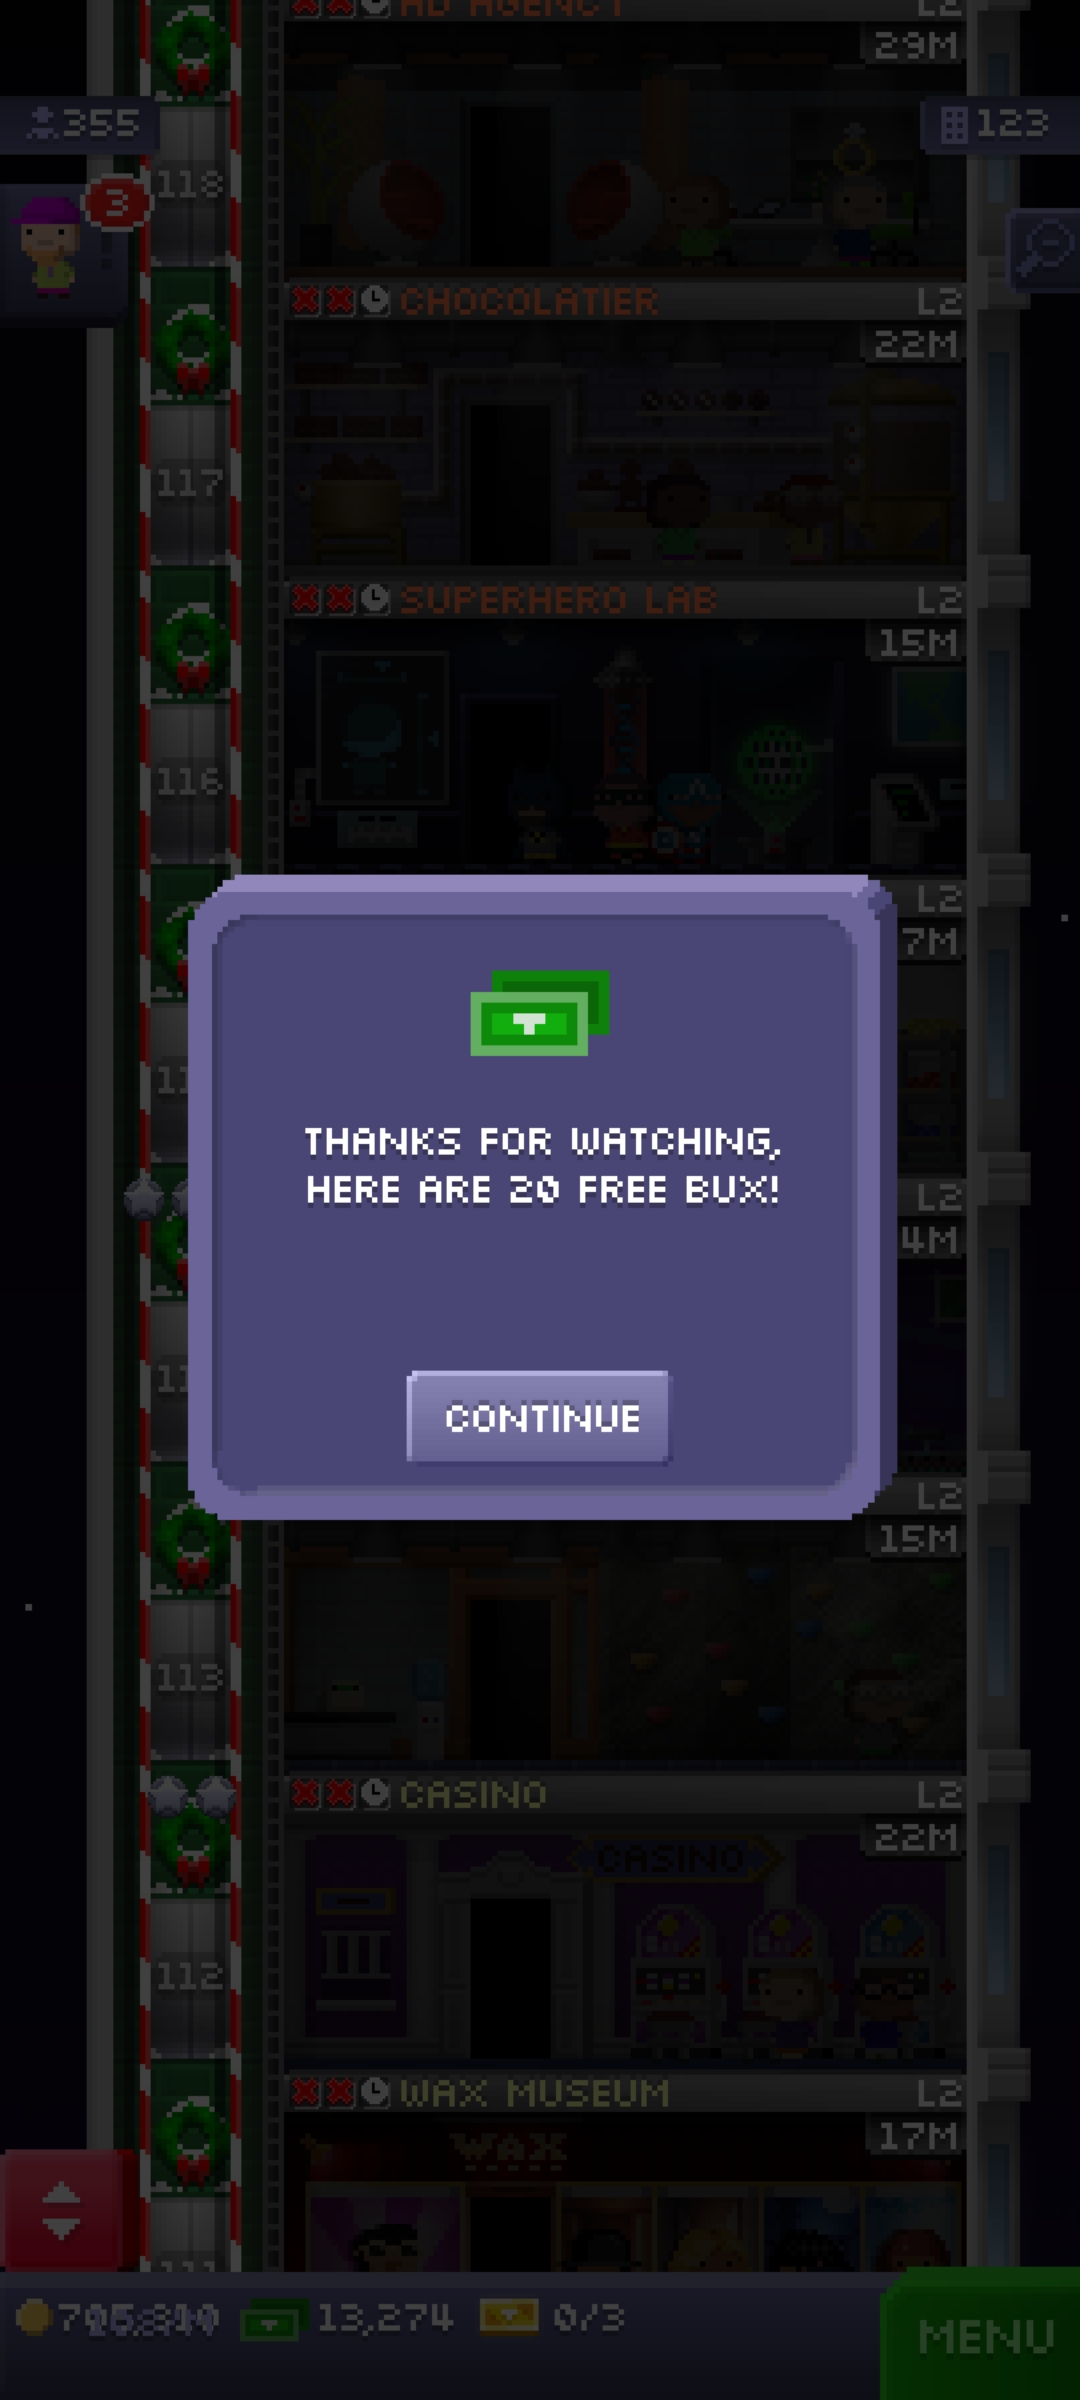 AD AGENCY L2
29M
355
123
118
3
CHOCOLATIER L2
22M
117
SUPERHERO LAB L2
15M
116
L2
7M
THANKS FOR WATCHING,
HERE ARE 20 FREE BUX!
L2
4M
CONTINUE
L2
15M
113
CASINO L2
22M
CASINO
112
WAX MUSEUM L2
17M
WAX
13,274 0/3
MENU